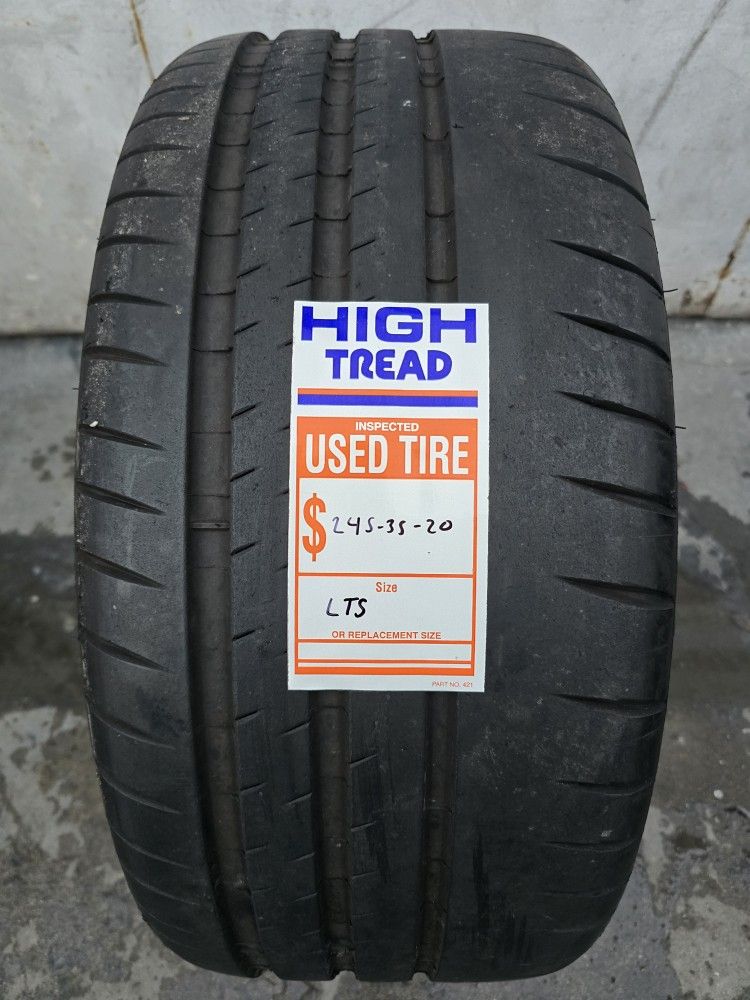 HIGH
TREAD
INSPECTED
USED TIRE
$ 245-35-20
Size
LTS
OR REPLACEMENT SIZE
PART NO. 421